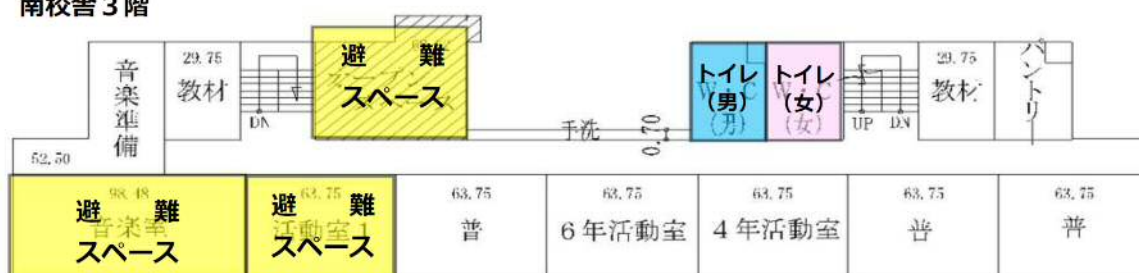 南校舎3階
音楽準備
52.50
29.75
教材
DN
避難
スペース
手洗
0.70
トイレ
(男)
W・C
(男)
トイレ
(女)
W・C
(女)
UP DN
29.75
教材
パントリー
98.48
避難
音楽室
スペース
63.75
避難
活動室1
スペース
63.75
普
63.75
6年活動室
63.75
4年活動室
63.75
普
63.75
普